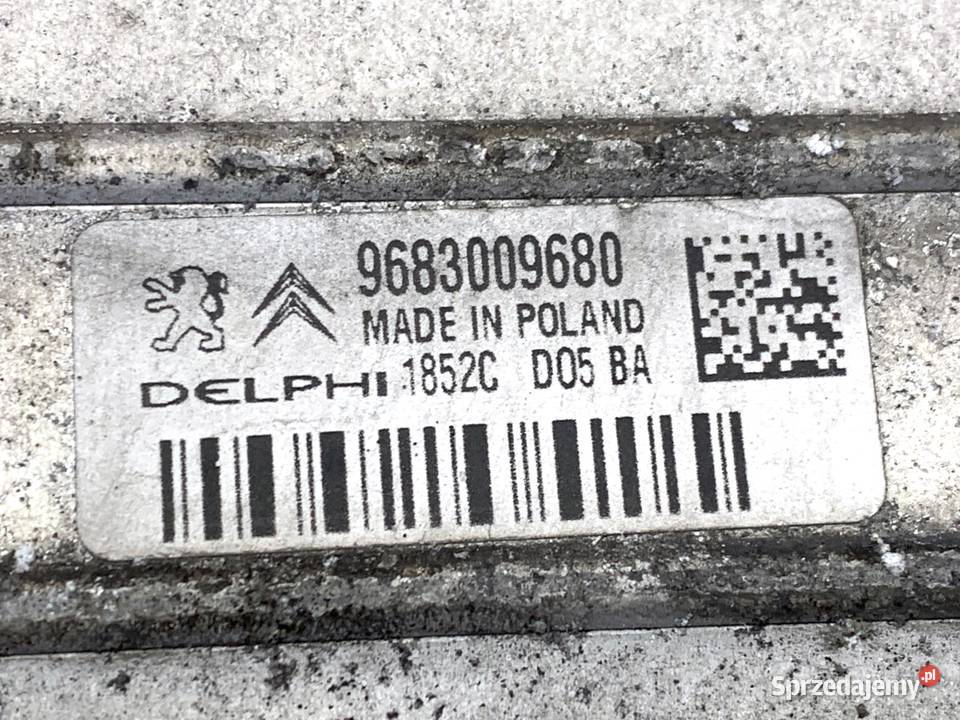 9683009680
MADE IN POLAND
DELPHI 1852C D05 BA
Sprzedajemy.pl